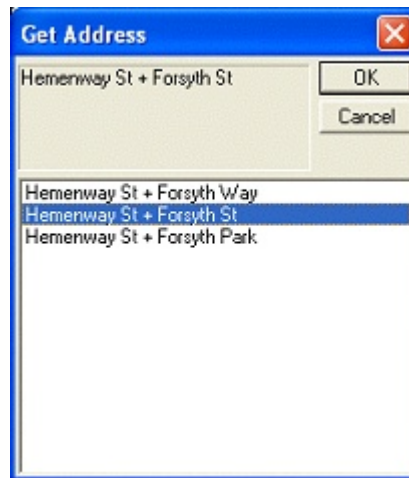 Get Address
Hemenway St + Forsyth St
OK
Cancel
Hemenway St + Forsyth Way
Hemenway St + Forsyth St
Hemenway St + Forsyth Park